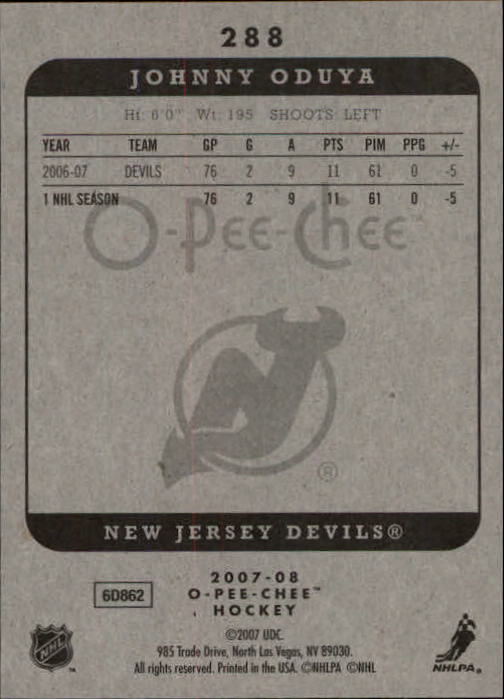 288
JOHNNY ODUYA
Ht: 6'0" Wt: 195 SHOOTS: LEFT
YEAR TEAM GP G A PTS PIM PPG +/-
2006-07 DEVILS 76 2 9 11 61 0 -5
1 NHL SEASON 76 2 9 11 61 0 -5
O-Pee-Chee™
®
NEW JERSEY DEVILS®
2007-08
6D862 O-PEE-CHEE™
HOCKEY
©2007 UDC.
985 Trade Drive, North Las Vegas, NV 89030.
All rights reserved. Printed in the USA. ©NHLPA ©NHL
NHL™
NHLPA®